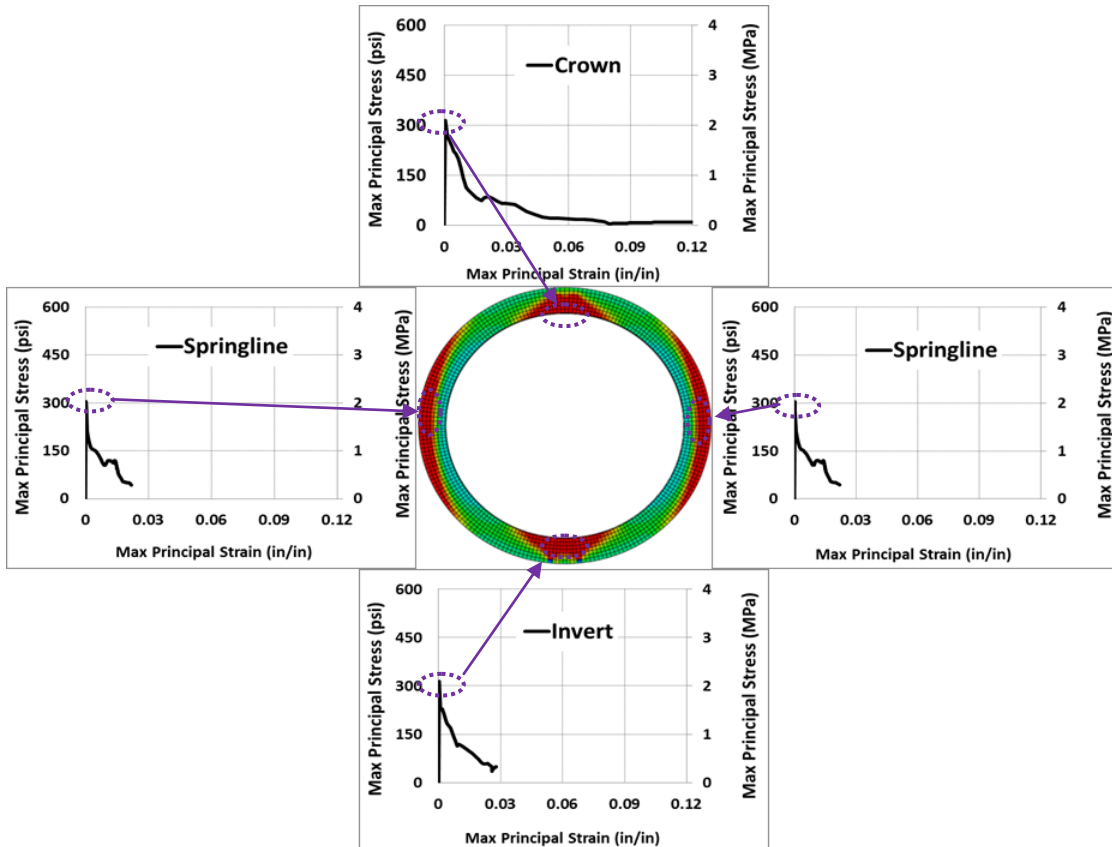 Max Principal Stress (psi)
600
450
300
150
0
Crown
4
3
2
1
0
Max Principal Stress (MPa)
0 0.03 0.06 0.09 0.12
Max Principal Strain (in/in)
Max Principal Stress (psi)
600
450
300
150
0
Springline
4
3
2
1
0
Max Principal Stress (MPa)
0 0.03 0.06 0.09 0.12
Max Principal Strain (in/in)
Max Principal Stress (psi)
600
450
300
150
0
Springline
4
3
2
1
0
Max Principal Stress (MPa)
0 0.03 0.06 0.09 0.12
Max Principal Strain (in/in)
Max Principal Stress (psi)
600
450
300
150
0
Invert
4
3
2
1
0
Max Principal Stress (MPa)
0 0.03 0.06 0.09 0.12
Max Principal Strain (in/in)